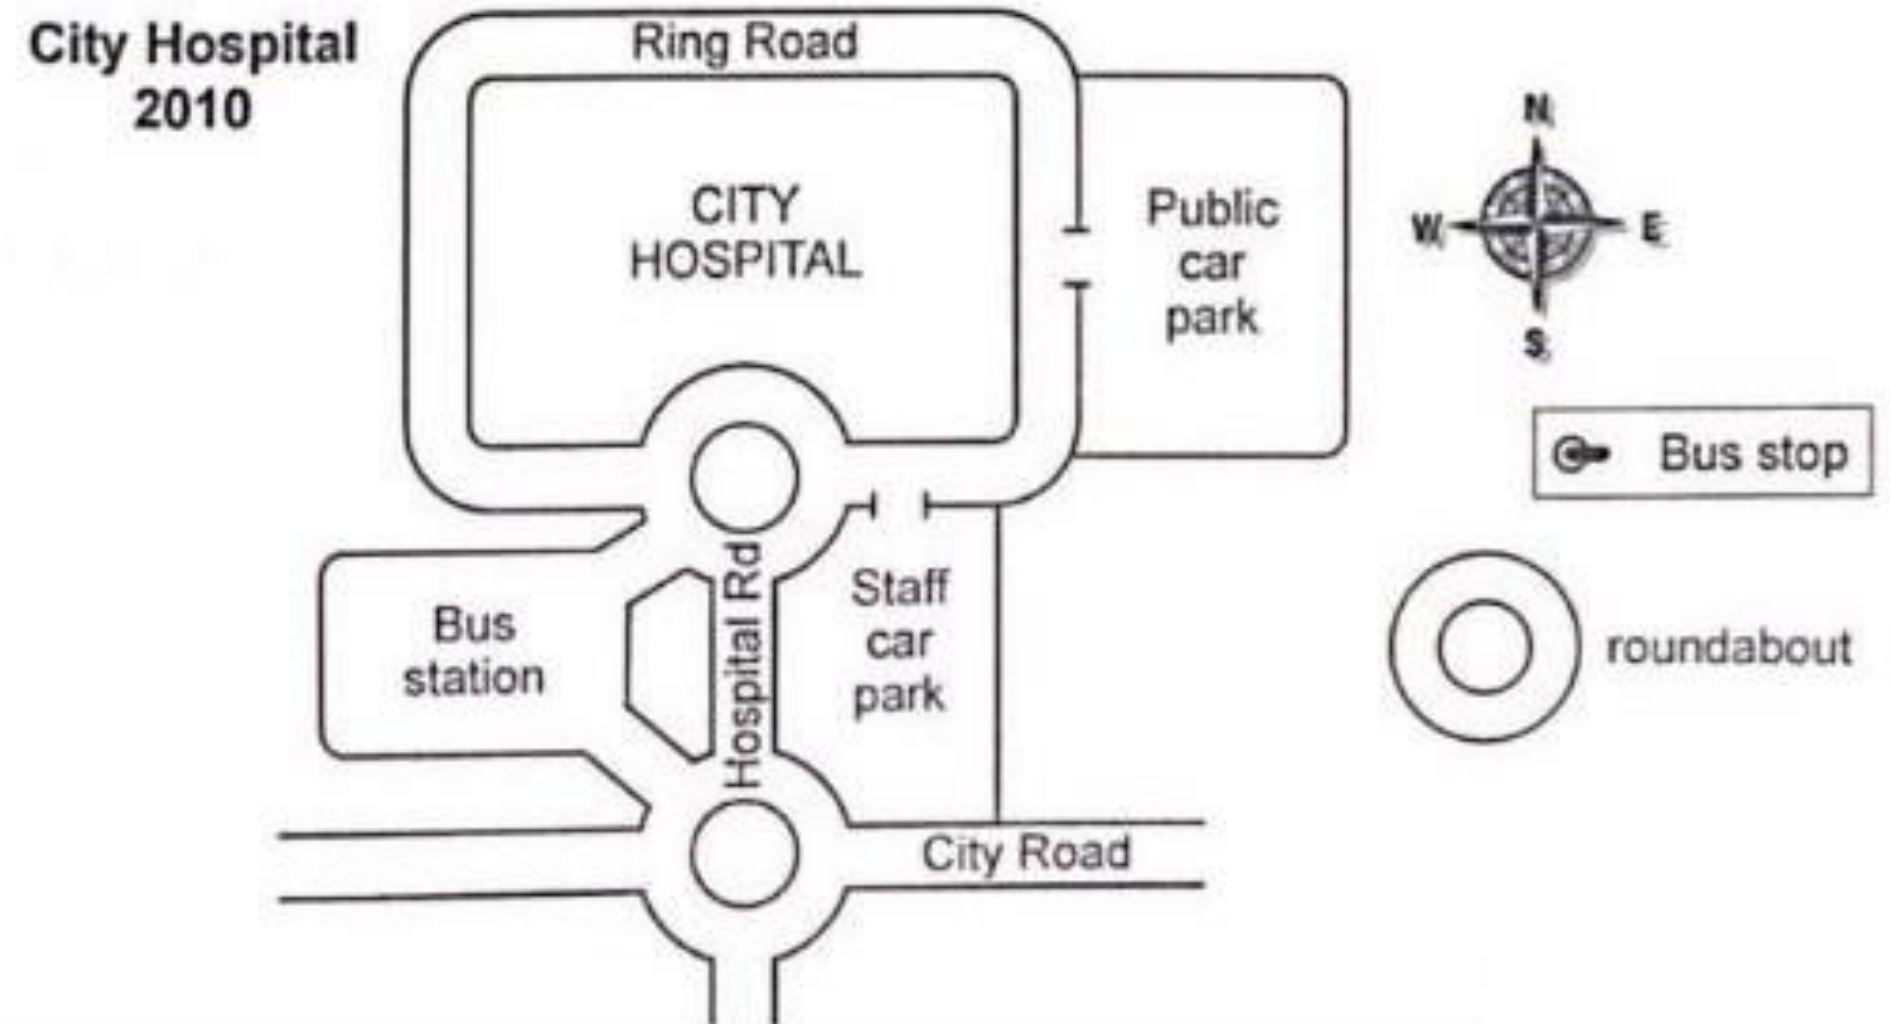 City Hospital
2010
Ring Road
CITY
HOSPITAL
Public
car
park
N
W
E
S
Bus stop
roundabout
Bus
station
Hospital Rd
Staff
car
park
City Road